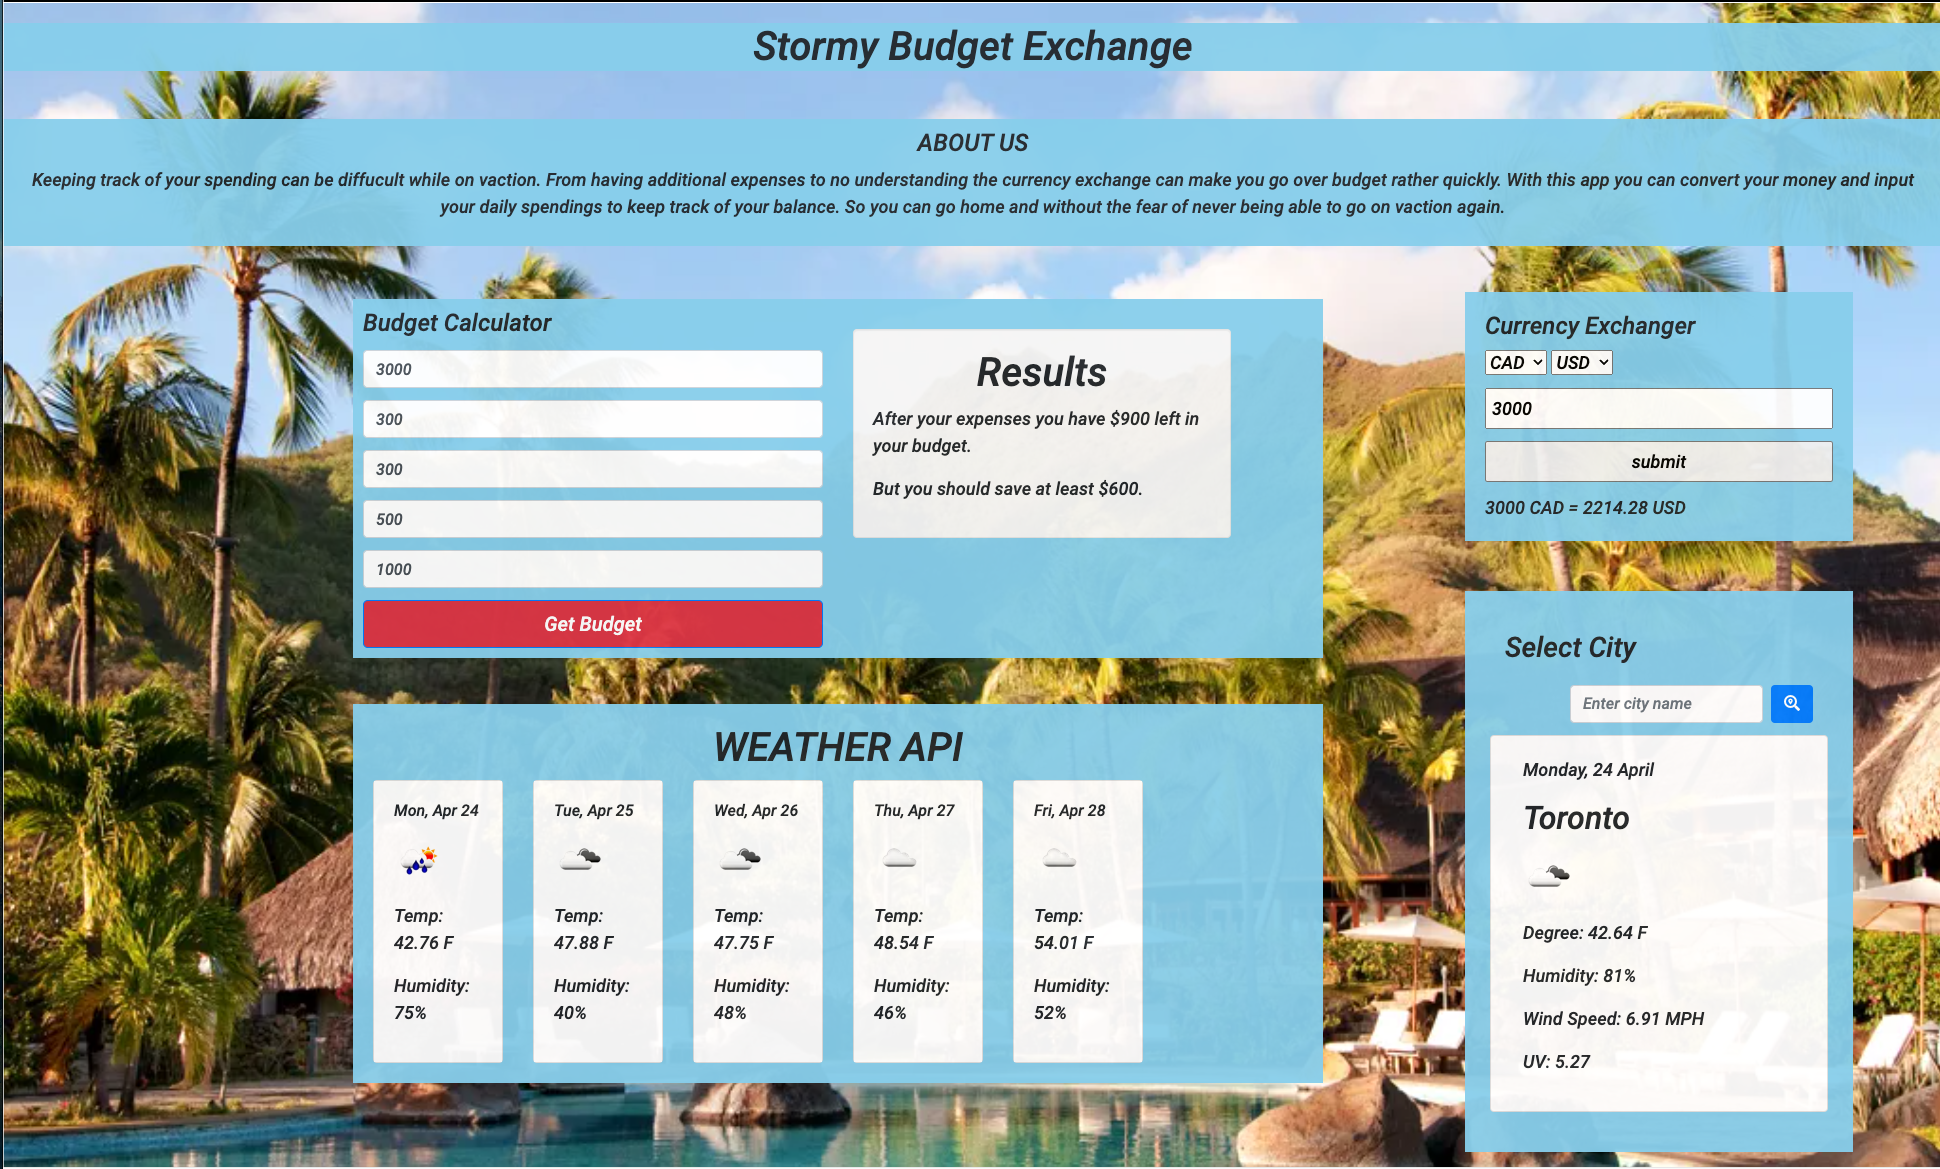 Stormy Budget Exchange
ABOUT US
Keeping track of your spending can be diffucult while on vaction. From having additional expenses to no understanding the currency exchange can make you go over budget rather quickly. With this app you can convert your money and input
your daily spendings to keep track of your balance. So you can go home and without the fear of never being able to go on vaction again.
Budget Calculator
3000
300
300
500
1000
Get Budget
Results
After your expenses you have $900 left in
your budget.
But you should save at least $600.
Currency Exchanger
CAD USD
3000
submit
3000 CAD = 2214.28 USD
WEATHER API
Mon, Apr 24
Temp:
42.76 F
Humidity:
75%
Tue, Apr 25
Temp:
47.88 F
Humidity:
40%
Wed, Apr 26
Temp:
47.75 F
Humidity:
48%
Thu, Apr 27
Temp:
48.54 F
Humidity:
46%
Fri, Apr 28
Temp:
54.01 F
Humidity:
52%
Select City
Enter city name
Monday, 24 April
Toronto
Degree: 42.64 F
Humidity: 81%
Wind Speed: 6.91 MPH
UV: 5.27